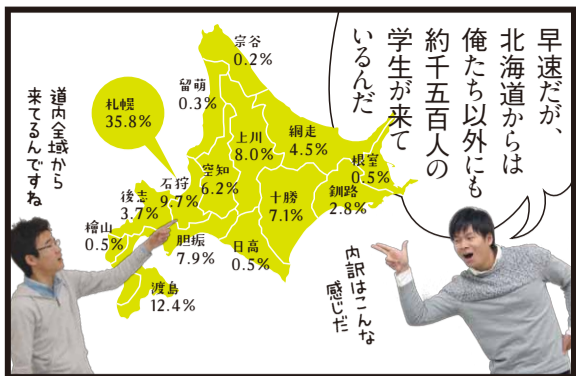 早速だが、
北海道からは
俺たち以外にも
約千五百人の
学生が来て
いるんだ
内訳はこんな
感じだ
宗谷
0.2%
留萌
0.3%
札幌
35.8%
上川
8.0%
網走
4.5%
根室
0.5%
釧路
2.8%
十勝
7.1%
空知
6.2%
石狩
9.7%
後志
3.7%
檜山
0.5%
胆振
7.9%
日高
0.5%
渡島
12.4%
道内全域から
来てるんですね